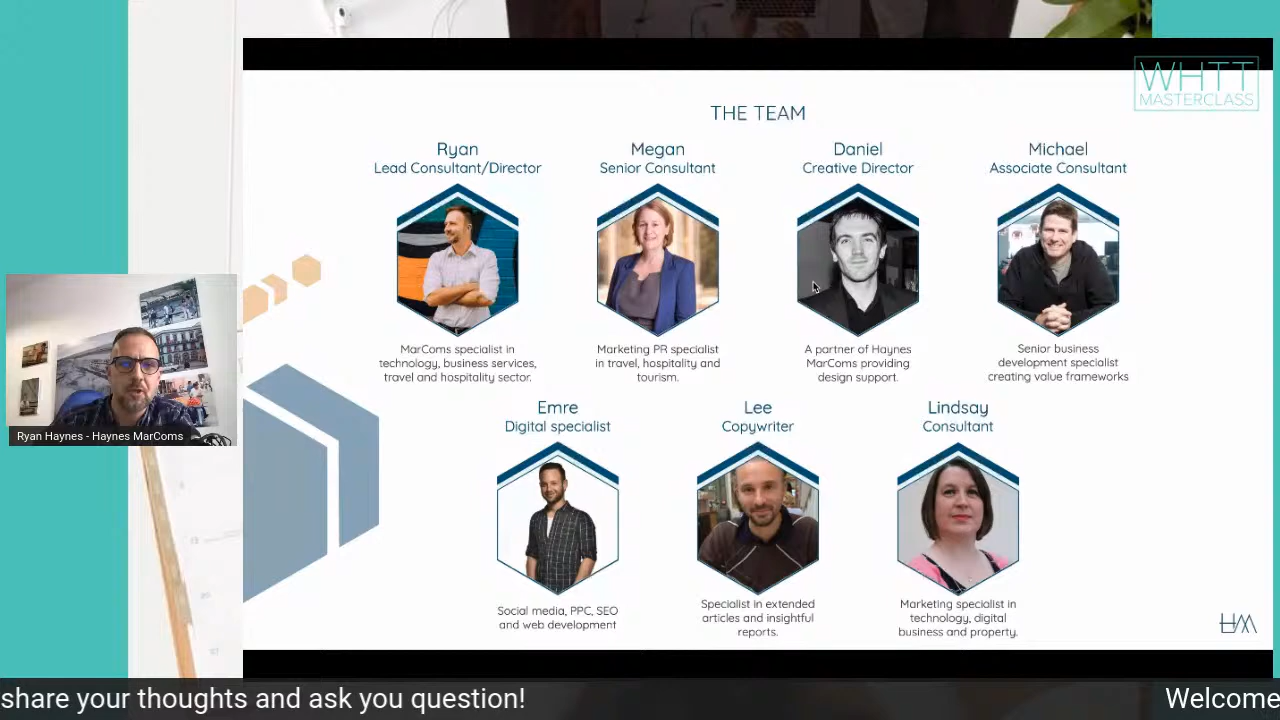 WHTT
MASTERCLASS
THE TEAM
Ryan
Lead Consultant/Director
Megan
Senior Consultant
Daniel
Creative Director
Michael
Associate Consultant
MarComs specialist in
technology, business services,
travel and hospitality sector.
Marketing PR specialist
in travel, hospitality and
tourism.
A partner of Haynes
MarComs providing
design support.
Senior business
development specialist
creating value frameworks
Ryan Haynes - Haynes MarComs
Emre
Digital specialist
Lee
Copywriter
Lindsay
Consultant
Social media, PPC, SEO
and web development
Specialist in extended
articles and insightful
reports.
Marketing specialist in
technology, digital
business and property.
HM
share your thoughts and ask you question!
Welcome